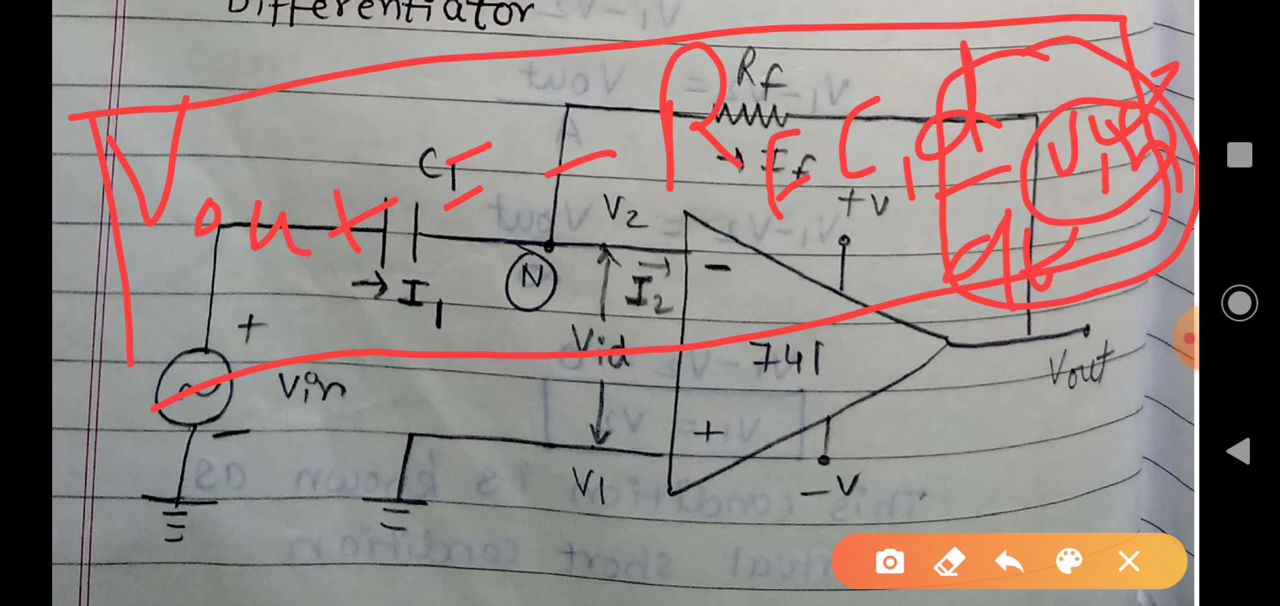 Differentiator
Rf
→ If
C1
V2
+V
→ I1
N
I2
-
+
Vid
741
Vin
Vout
+
-
V1
-V
Vout = - Rf C1 d
dt
(Vin)